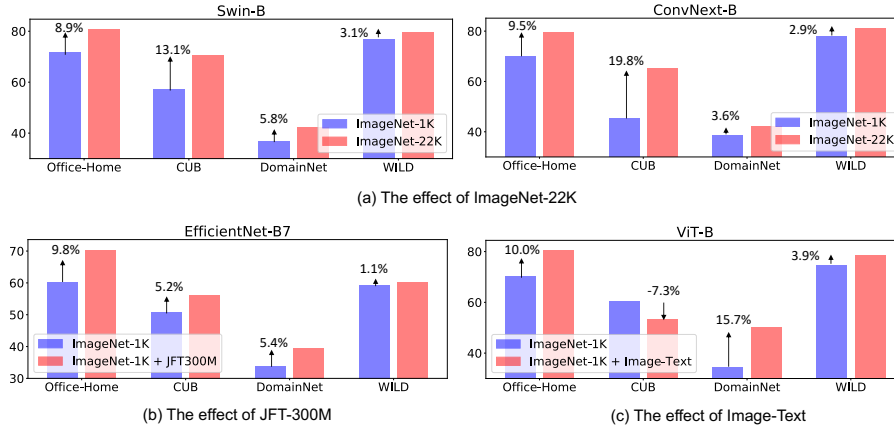 Swin-B
80
60
40
8.9%
13.1%
5.8%
3.1%
ImageNet-1K
ImageNet-22K
Office-Home
CUB
DomainNet
WILD
ConvNext-B
80
60
40
9.5%
19.8%
3.6%
2.9%
ImageNet-1K
ImageNet-22K
Office-Home
CUB
DomainNet
WILD
(a) The effect of ImageNet-22K
EfficientNet-B7
70
60
50
40
30
9.8%
5.2%
5.4%
1.1%
ImageNet-1K
ImageNet-1K + JFT300M
Office-Home
CUB
DomainNet
WILD
(b) The effect of JFT-300M
ViT-B
80
60
40
10.0%
-7.3%
15.7%
3.9%
ImageNet-1K
ImageNet-1K + Image-Text
Office-Home
CUB
DomainNet
WILD
(c) The effect of Image-Text